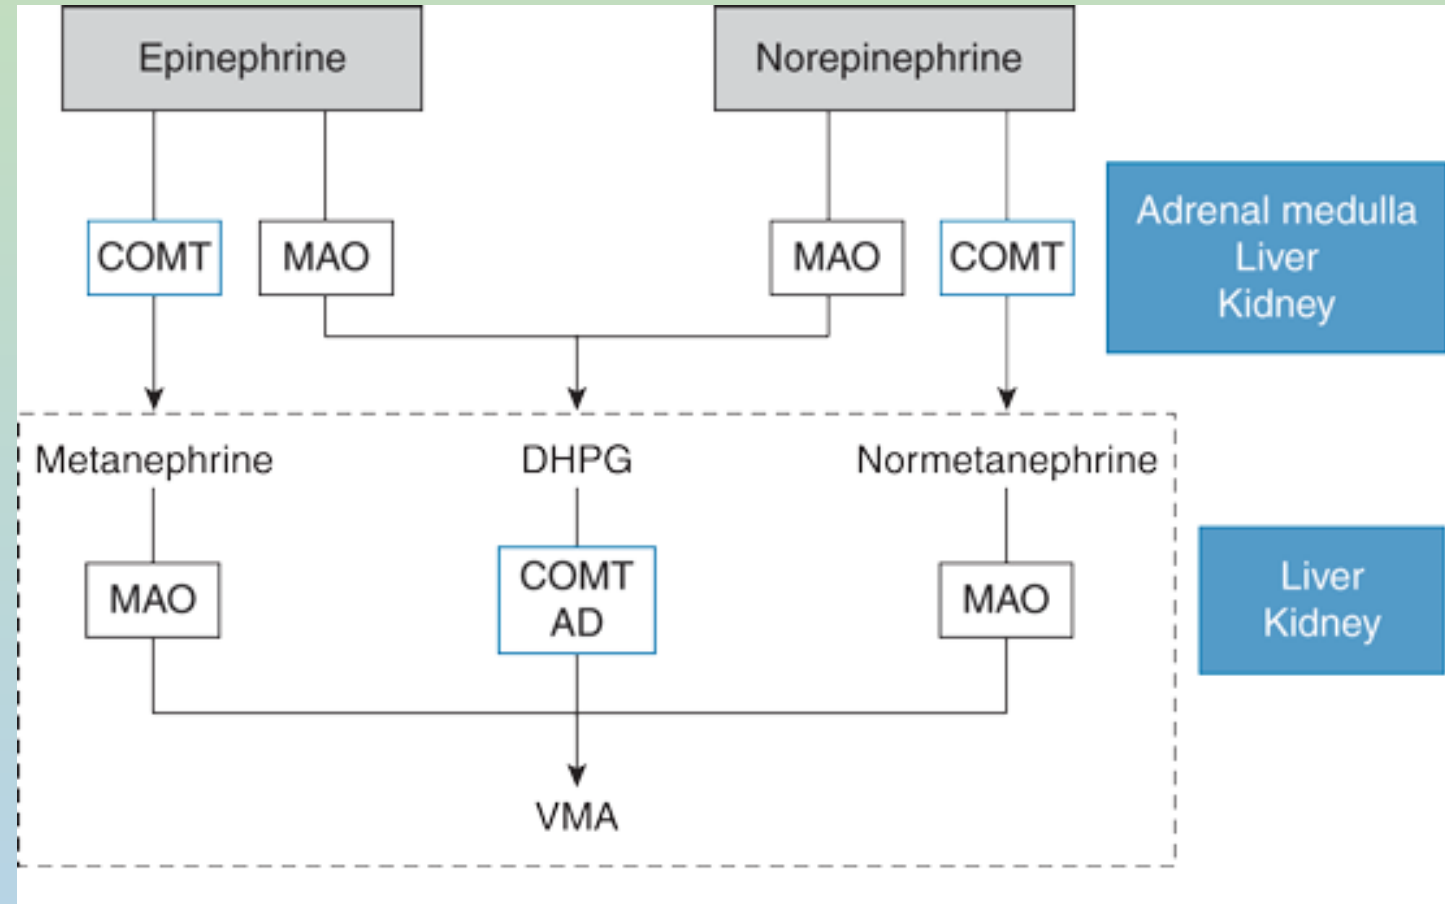 Epinephrine
Norepinephrine
COMT
MAO
MAO
COMT
Adrenal medulla
Liver
Kidney
Metanephrine
DHPG
Normetanephrine
MAO
COMT
AD
MAO
Liver
Kidney
VMA